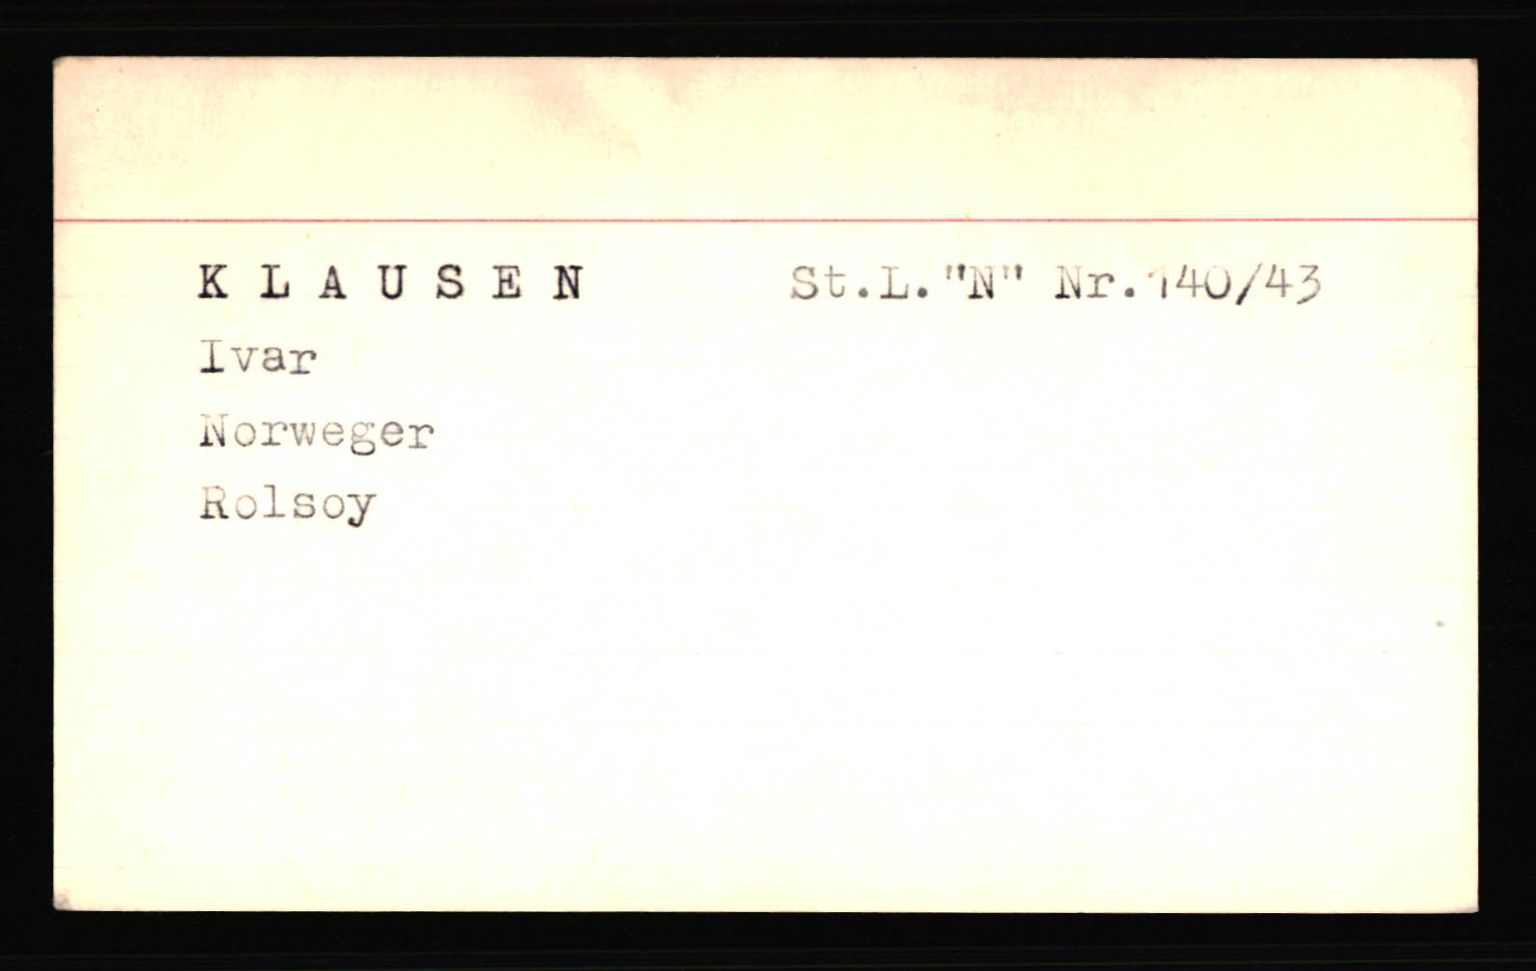 K L A U S E N St.L."N" Nr.140/43
Ivar
Norweger
Rolsoy